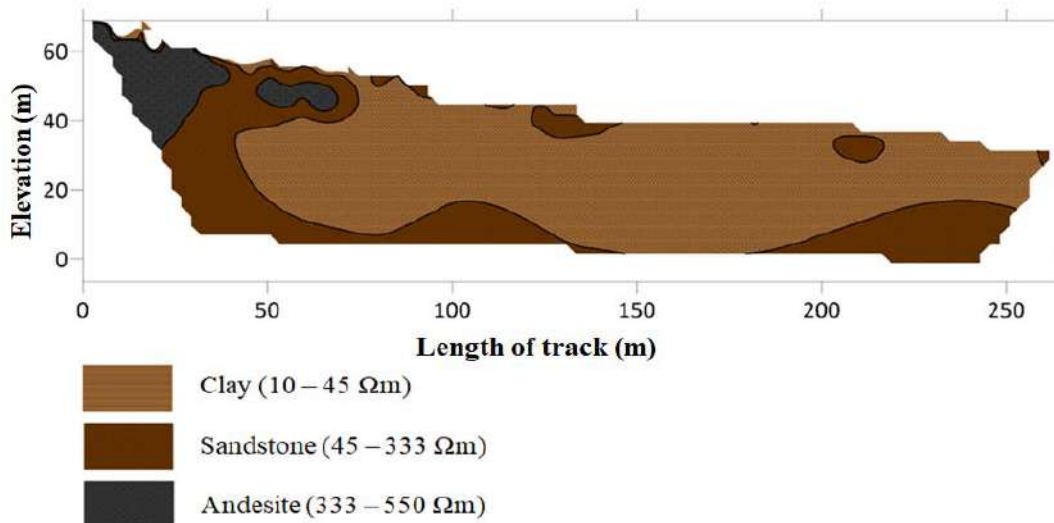 Elevation (m)
60
40
20
0
0 50 100 150 200 250
Length of track (m)
Clay (10 – 45 Ωm)
Sandstone (45 – 333 Ωm)
Andesite (333 – 550 Ωm)